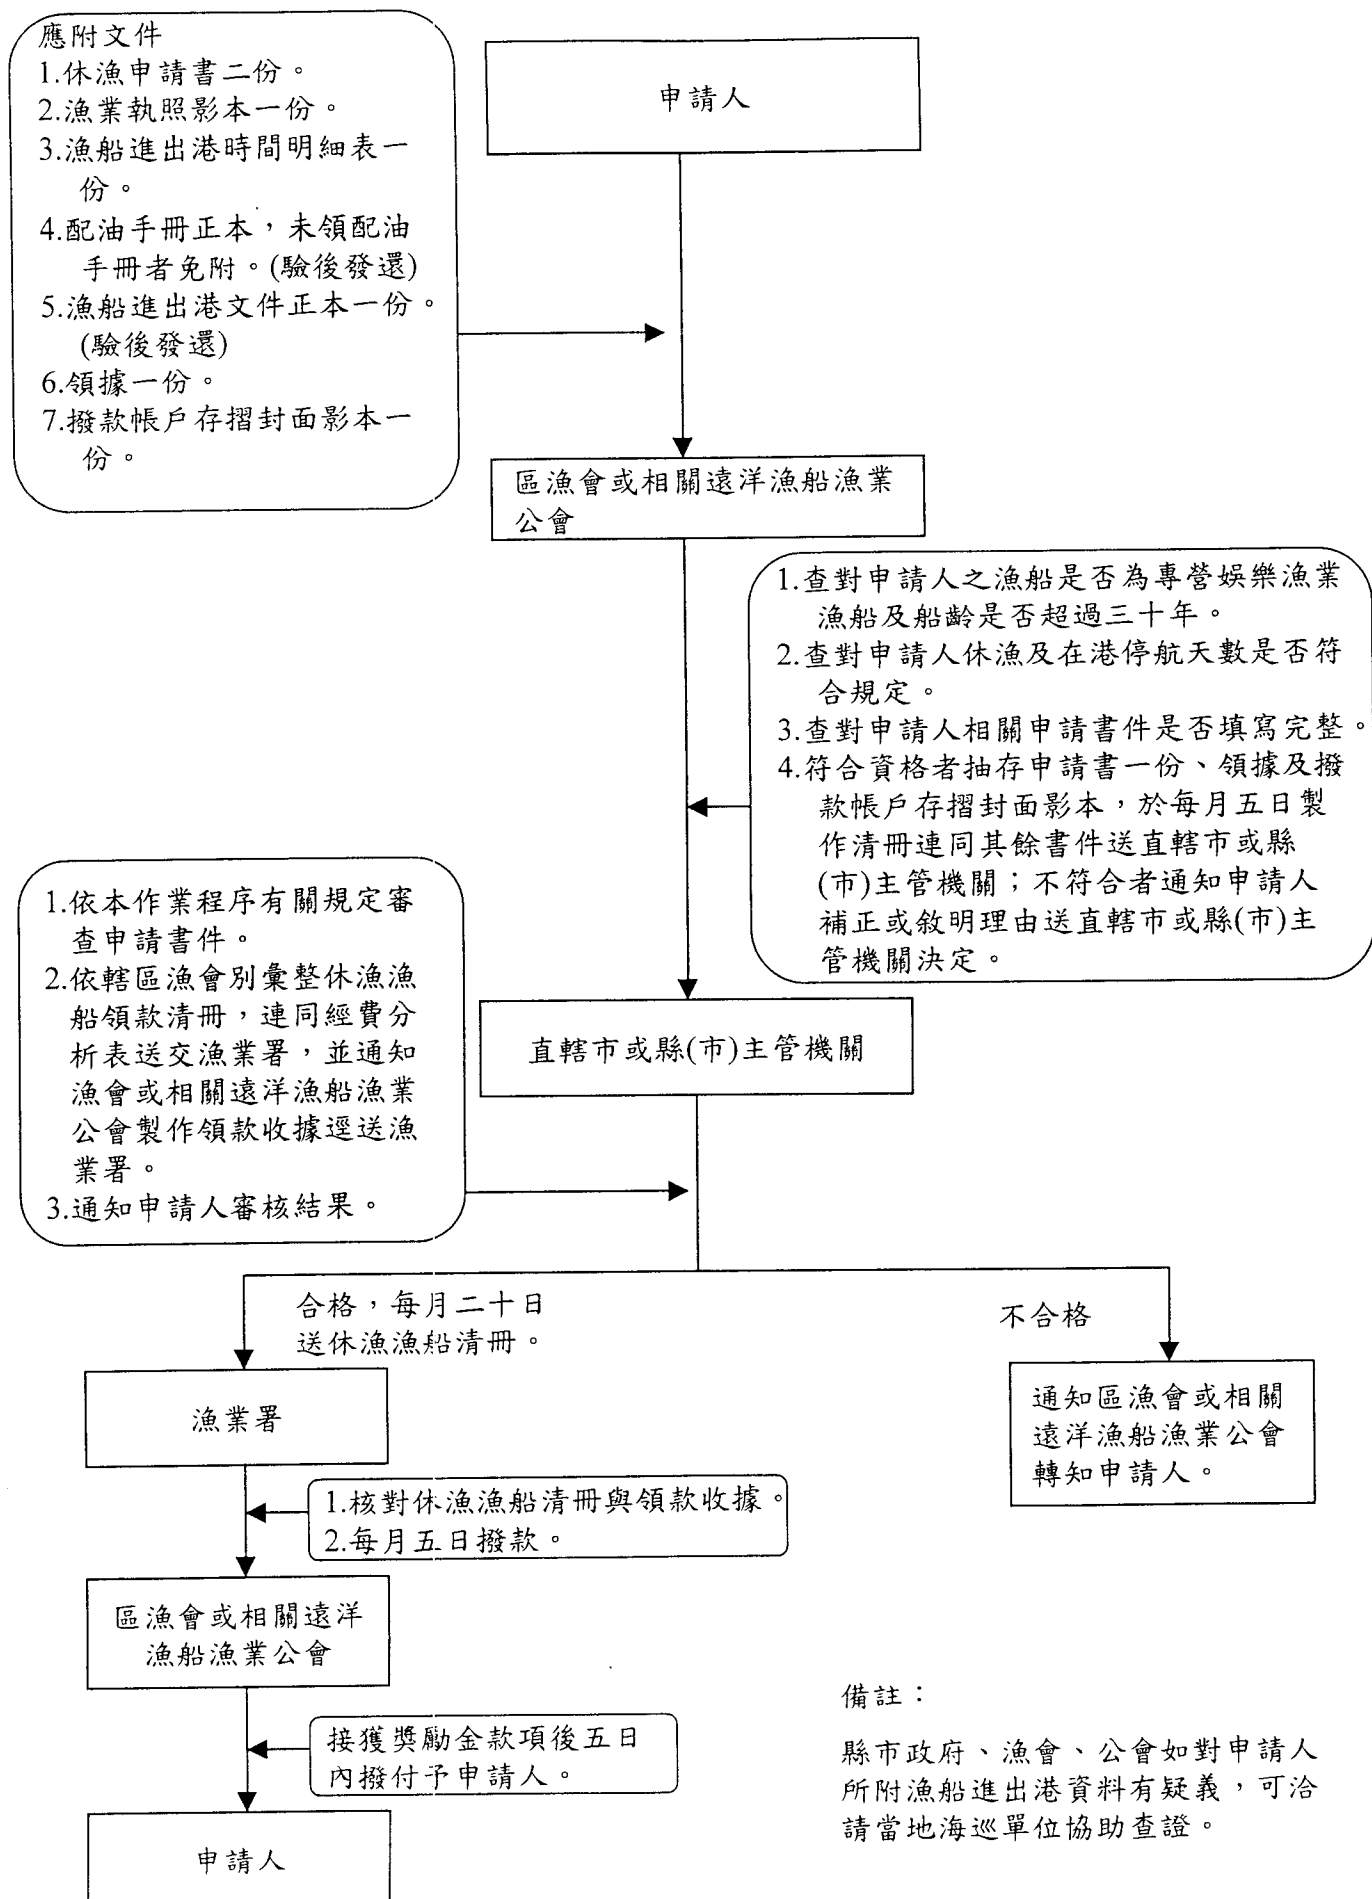 應附文件
1.休漁申請書二份。
2.漁業執照影本一份。
3.漁船進出港時間明細表一
份。
4.配油手冊正本，未領配油
手冊者免附。(驗後發還)
5.漁船進出港文件正本一份。
(驗後發還)
6.領據一份。
7.撥款帳戶存摺封面影本一
份。
申請人
區漁會或相關遠洋漁船漁業
公會
1.查對申請人之漁船是否為專營娛樂漁業
漁船及船齡是否超過三十年。
2.查對申請人休漁及在港停航天數是否符
合規定。
3.查對申請人相關申請書件是否填寫完整。
4.符合資格者抽存申請書一份、領據及撥
款帳戶存摺封面影本，於每月五日製
作清冊連同其餘書件送直轄市或縣
(市)主管機關；不符合者通知申請人
補正或敘明理由送直轄市或縣(市)主
管機關決定。
1.依本作業程序有關規定審
查申請書件。
2.依轄區漁會別彙整休漁漁
船領款清冊，連同經費分
析表送交漁業署，並通知
漁會或相關遠洋漁船漁業
公會製作領款收據逕送漁
業署。
3.通知申請人審核結果。
直轄市或縣(市)主管機關
合格，每月二十日
送休漁漁船清冊。
不合格
漁業署
通知區漁會或相關
遠洋漁船漁業公會
轉知申請人。
1.核對休漁漁船清冊與領款收據。
2.每月五日撥款。
區漁會或相關遠洋
漁船漁業公會
接獲獎勵金款項後五日
內撥付予申請人。
申請人
備註：
縣市政府、漁會、公會如對申請人
所附漁船進出港資料有疑義，可洽
請當地海巡單位協助查證。